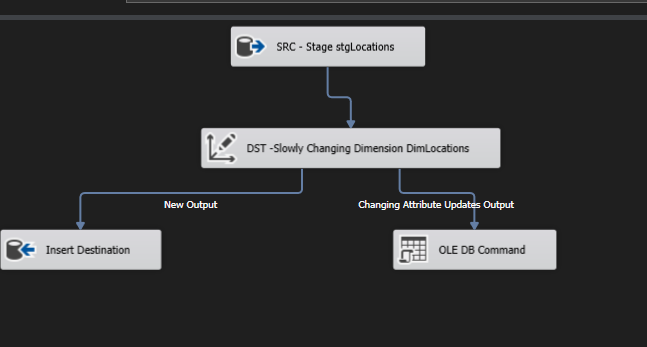 SRC - Stage stgLocations
DST -Slowly Changing Dimension DimLocations
New Output
Changing Attribute Updates Output
Insert Destination
OLE DB Command